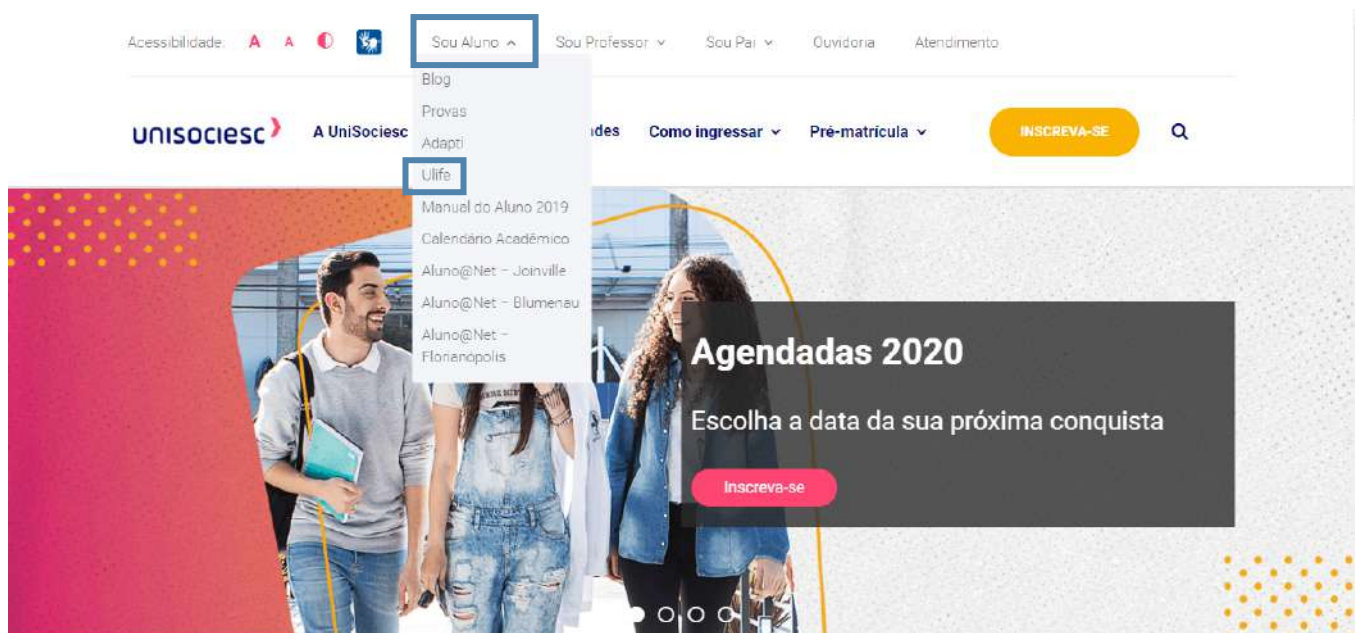 Acessibilidade: A A Sou Aluno Sou Professor Sou Pai Ouvidoria Atendimento
Blog
Provas
unisociesc A UniSociesc des Como ingressar Pré-matrícula INSCREVA-SE
Adapti
Ulife
Manual do Aluno 2019
Calendário Acadêmico
Aluno@Net – Joinville
Aluno@Net – Blumenau
Aluno@Net –
Florianópolis
Agendadas 2020
Escolha a data da sua próxima conquista
Inscreva-se